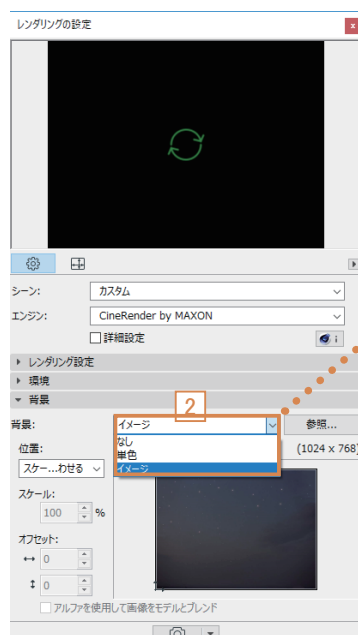 レンダリングの設定
シーン: カスタム
エンジン: CineRender by MAXON
詳細設定
i
レンダリング設定
環境
背景
2
背景: イメージ 参照...
なし
位置: (1024 x 768)
単色
スケー...わせる イメージ
スケール:
100 %
オフセット:
0
0
アルファを使用して画像をモデルとブレンド